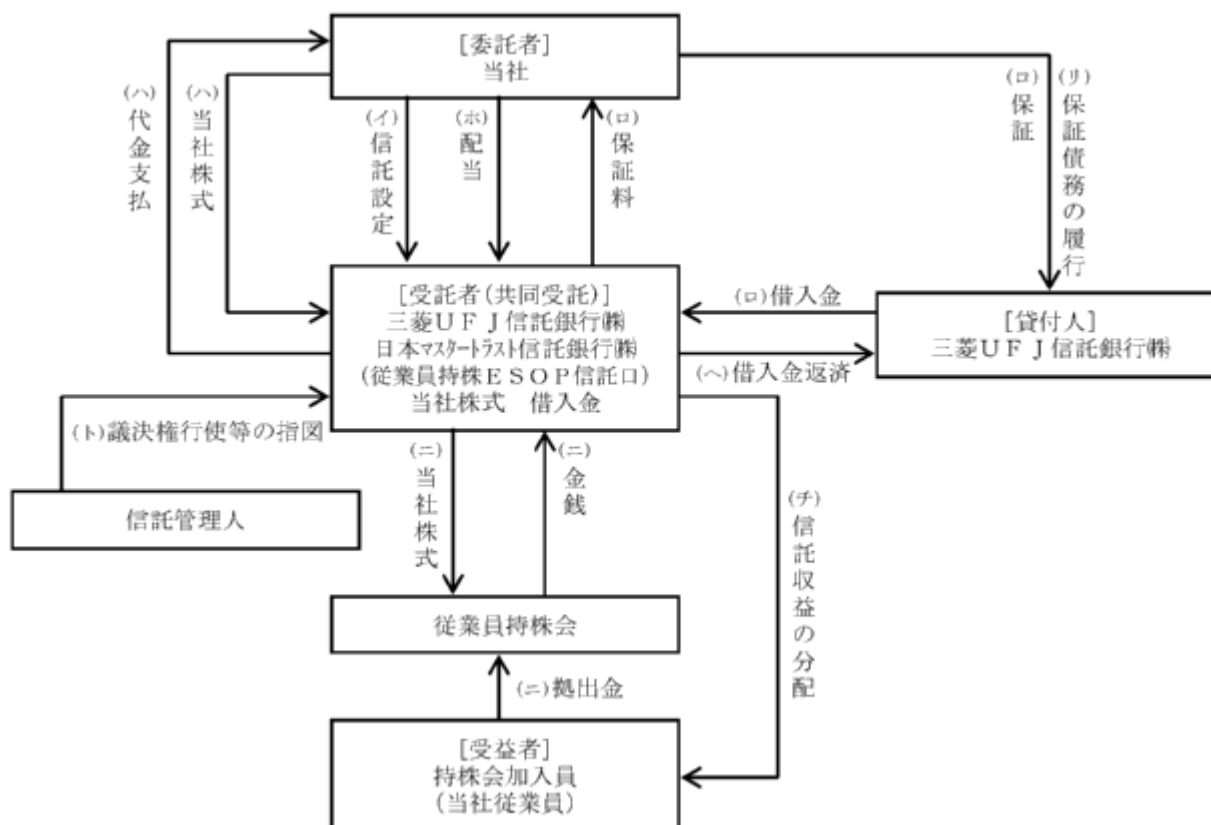 [委託者]
当社
(ハ)代金支払
(ハ)当社株式
(イ)信託設定
(ホ)配当
(ロ)保証料
(ロ)保証
(リ)保証債務の履行
[受託者(共同受託)]
三菱UFJ信託銀行㈱
日本マスタートラスト信託銀行㈱
(従業員持株ESOP信託口)
当社株式 借入金
(ロ)借入金
(ヘ)借入金返済
[貸付人]
三菱UFJ信託銀行㈱
(ト)議決権行使等の指図
信託管理人
(ニ)当社株式
(ニ)金銭
(チ)信託収益の分配
従業員持株会
(ニ)拠出金
[受益者]
持株会加入員
(当社従業員)